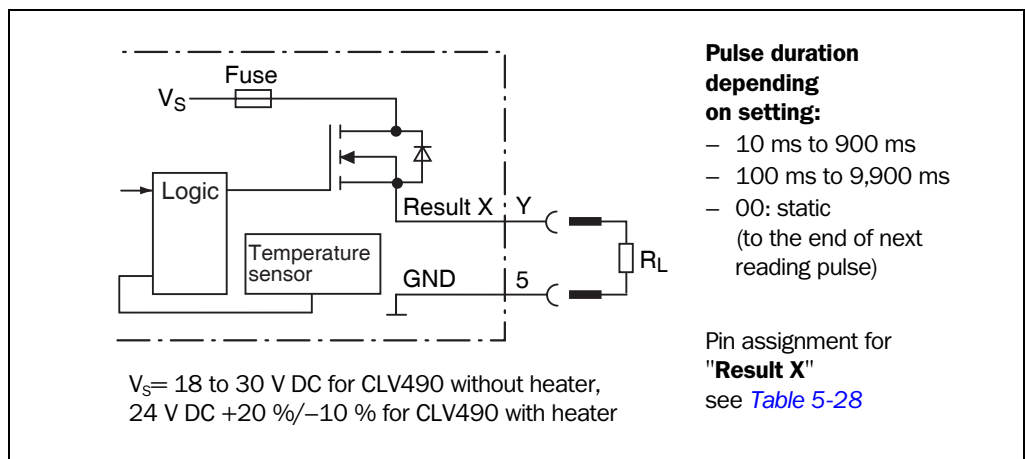 Fuse
VS
Logic
Result X Y
Temperature
sensor
GND 5
RL
VS= 18 to 30 V DC for CLV490 without heater,
24 V DC +20 %/–10 % for CLV490 with heater
Pulse duration
depending
on setting:
– 10 ms to 900 ms
– 100 ms to 9,900 ms
– 00: static
(to the end of next
reading pulse)
Pin assignment for
"Result X"
see Table 5-28